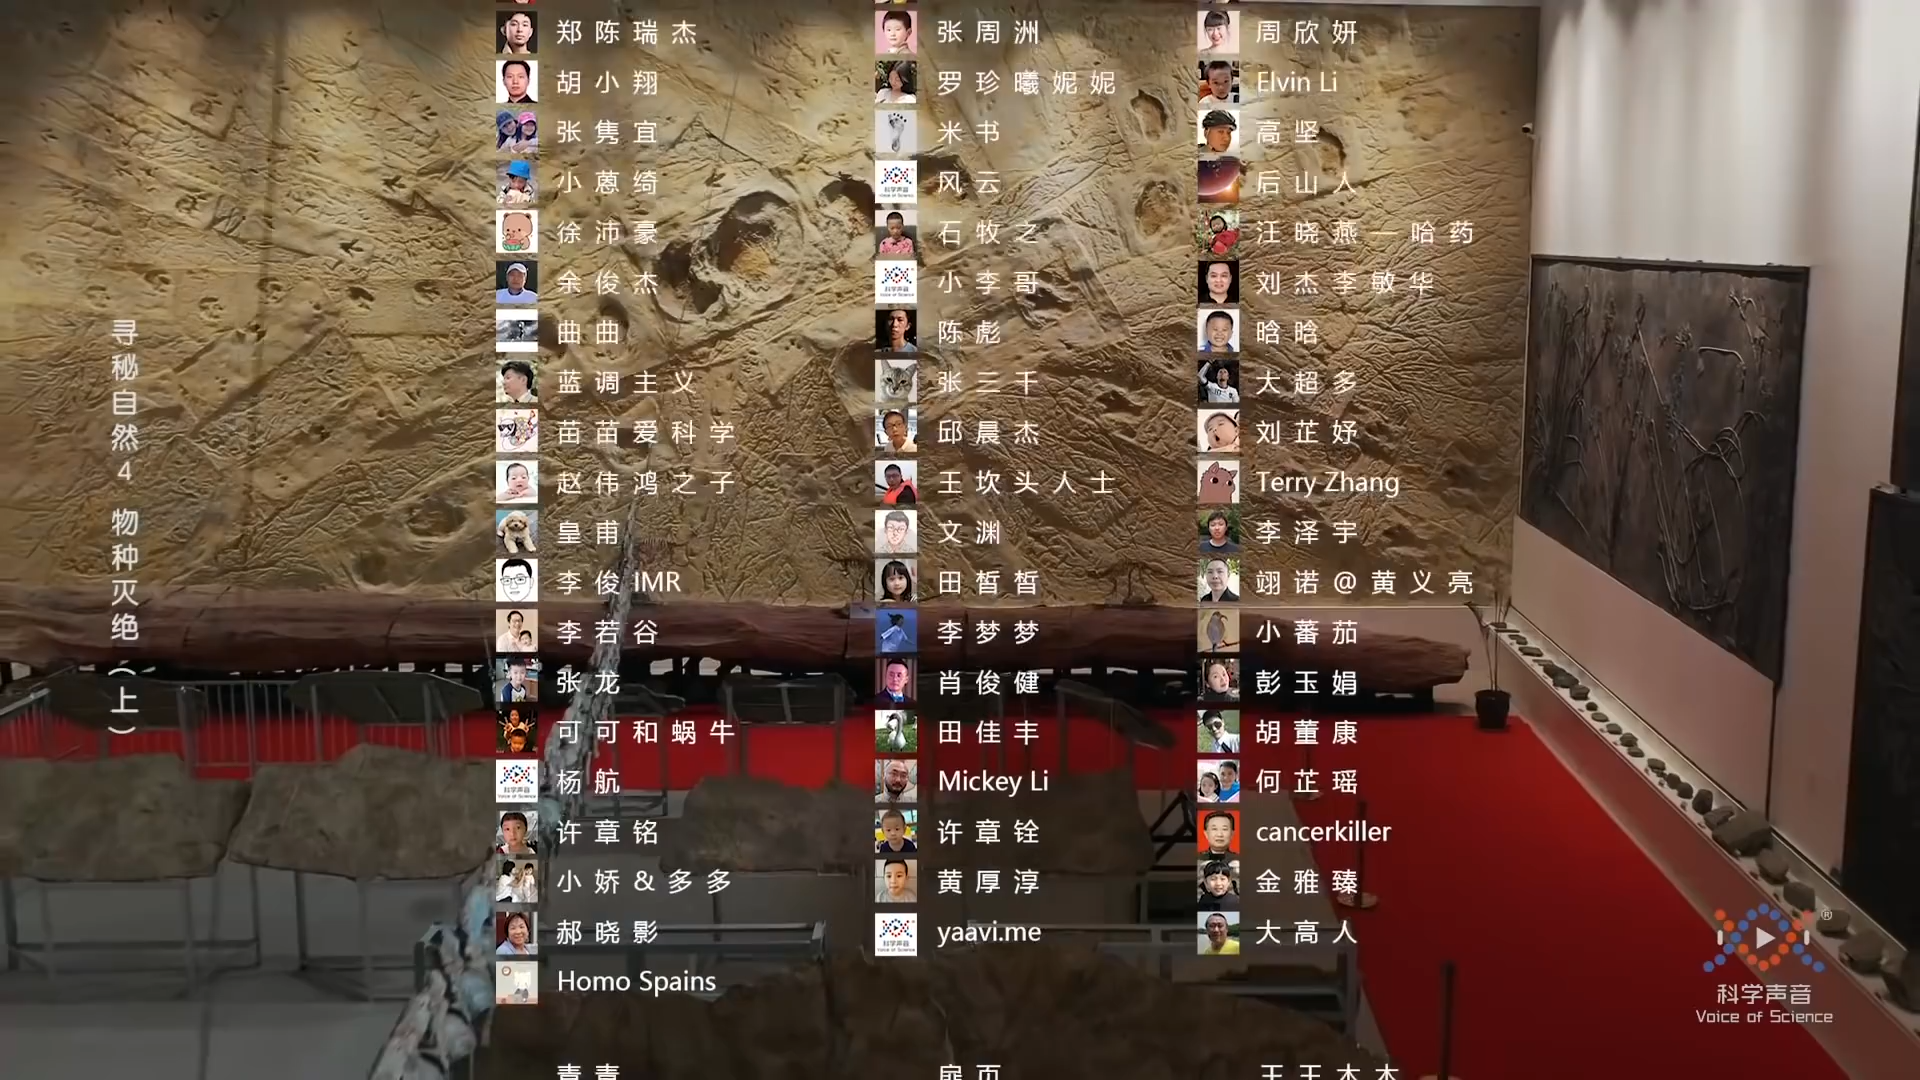 郑陈瑞杰 张周洲 周欣妍
胡小翔 罗珍曦妮妮 Elvin Li
张隽宜 米书 高坚
小蒽绮 风云 后山人
徐沛豪 石牧之 汪晓燕—哈药
余俊杰 小李哥 刘杰李敏华
曲曲 陈彪 晗晗
蓝调主义 张三千 大超多
苗苗爱科学 邱晨杰 刘芷妤
赵伟鸿之子 王坎头人士 Terry Zhang
皇甫 文渊 李泽宇
李俊IMR 田皙皙 翊诺@黄义亮
李若谷 李梦梦 小蕃茄
张龙 肖俊健 彭玉娟
可可和蜗牛 田佳丰 胡董康
杨航 Mickey Li 何芷瑶
许章铭 许章铨 cancerkiller
小娇&多多 黄厚淳 金雅臻
郝晓影 yaavi.me 大高人
Homo Spains
寻秘自然4 物种灭绝(上)
科学声音
Voice of Science